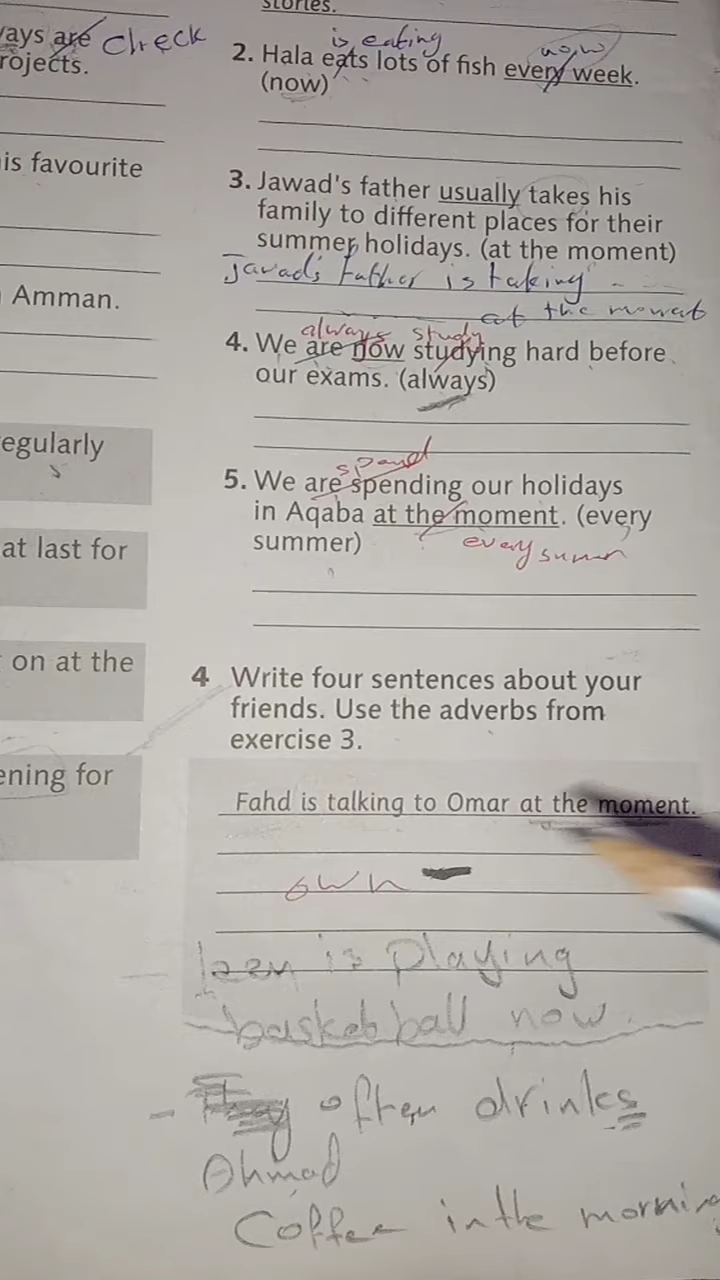 stories.
ays are check
rojects.
is eating now
2. Hala eats lots of fish every week.
(now)
is favourite
3. Jawad's father usually takes his
family to different places for their
summer holidays. (at the moment)
Jawad's Father is taking
at the moment
Amman.
always study
4. We are now studying hard before
our exams. (always)
egularly
spend
5. We are spending our holidays
in Aqaba at the moment. (every
summer)
every summer
at last for
on at the
4 Write four sentences about your
friends. Use the adverbs from
exercise 3.
ening for
Fahd is talking to Omar at the moment.
own
is playing
basketball now.
- often drinks
Ahmad
Coffee in the mornin